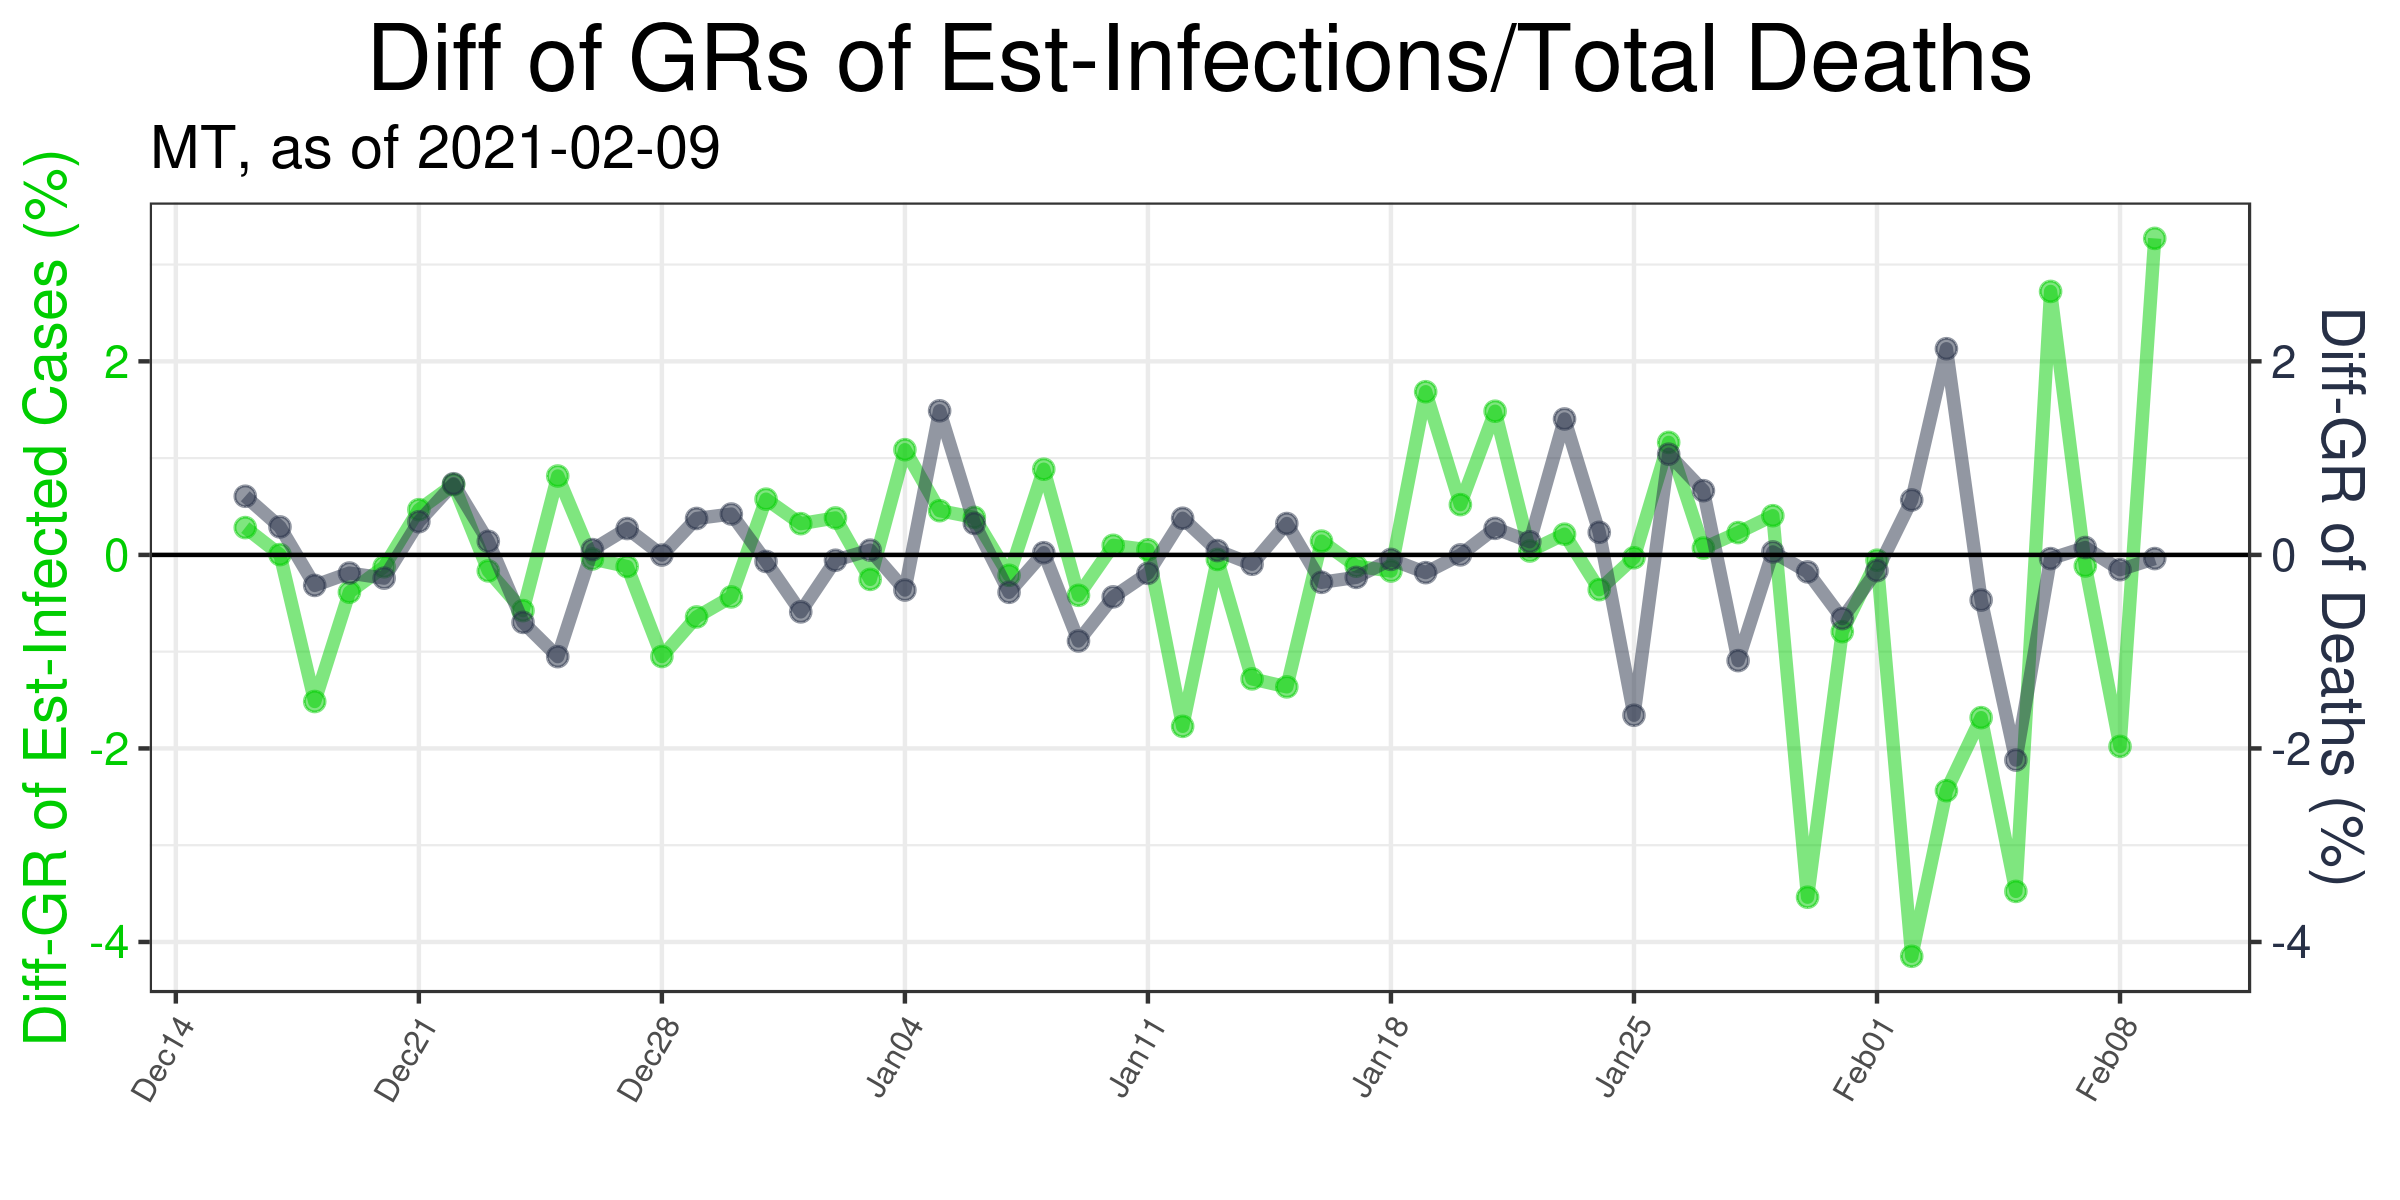 Diff of GRs of Est-Infections/Total Deaths
MT, as of 2021-02-09
Diff-GR of Est-Infected Cases (%)
2
0
-2
-4
2
0
-2
-4
Diff-GR of Deaths (%)
Dec14
Dec21
Dec28
Jan04
Jan11
Jan18
Jan25
Feb01
Feb08